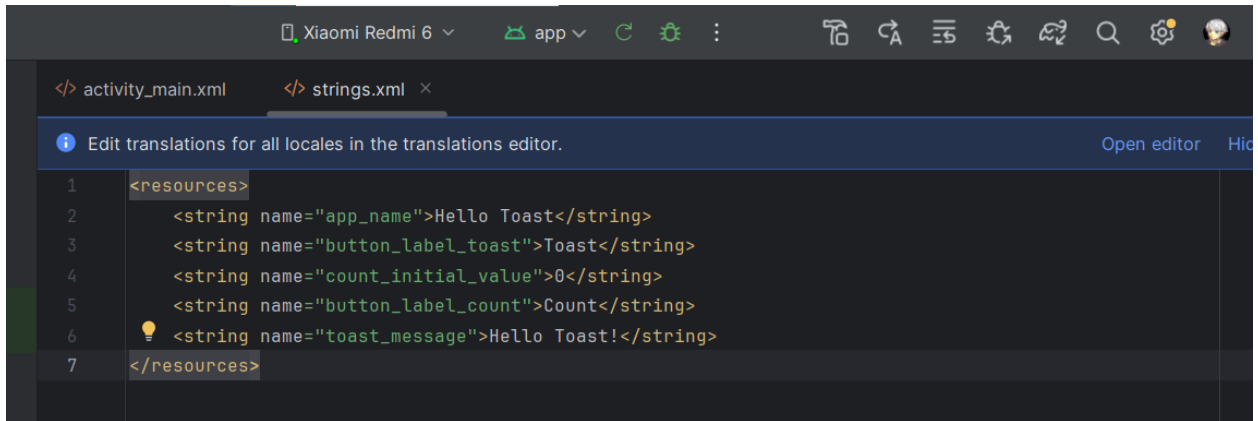 Xiaomi Redmi 6 app
activity_main.xml strings.xml
Edit translations for all locales in the translations editor. Open editor Hid
1 <resources>
2 <string name="app_name">Hello Toast</string>
3 <string name="button_label_toast">Toast</string>
4 <string name="count_initial_value">0</string>
5 <string name="button_label_count">Count</string>
6 <string name="toast_message">Hello Toast!</string>
7 </resources>